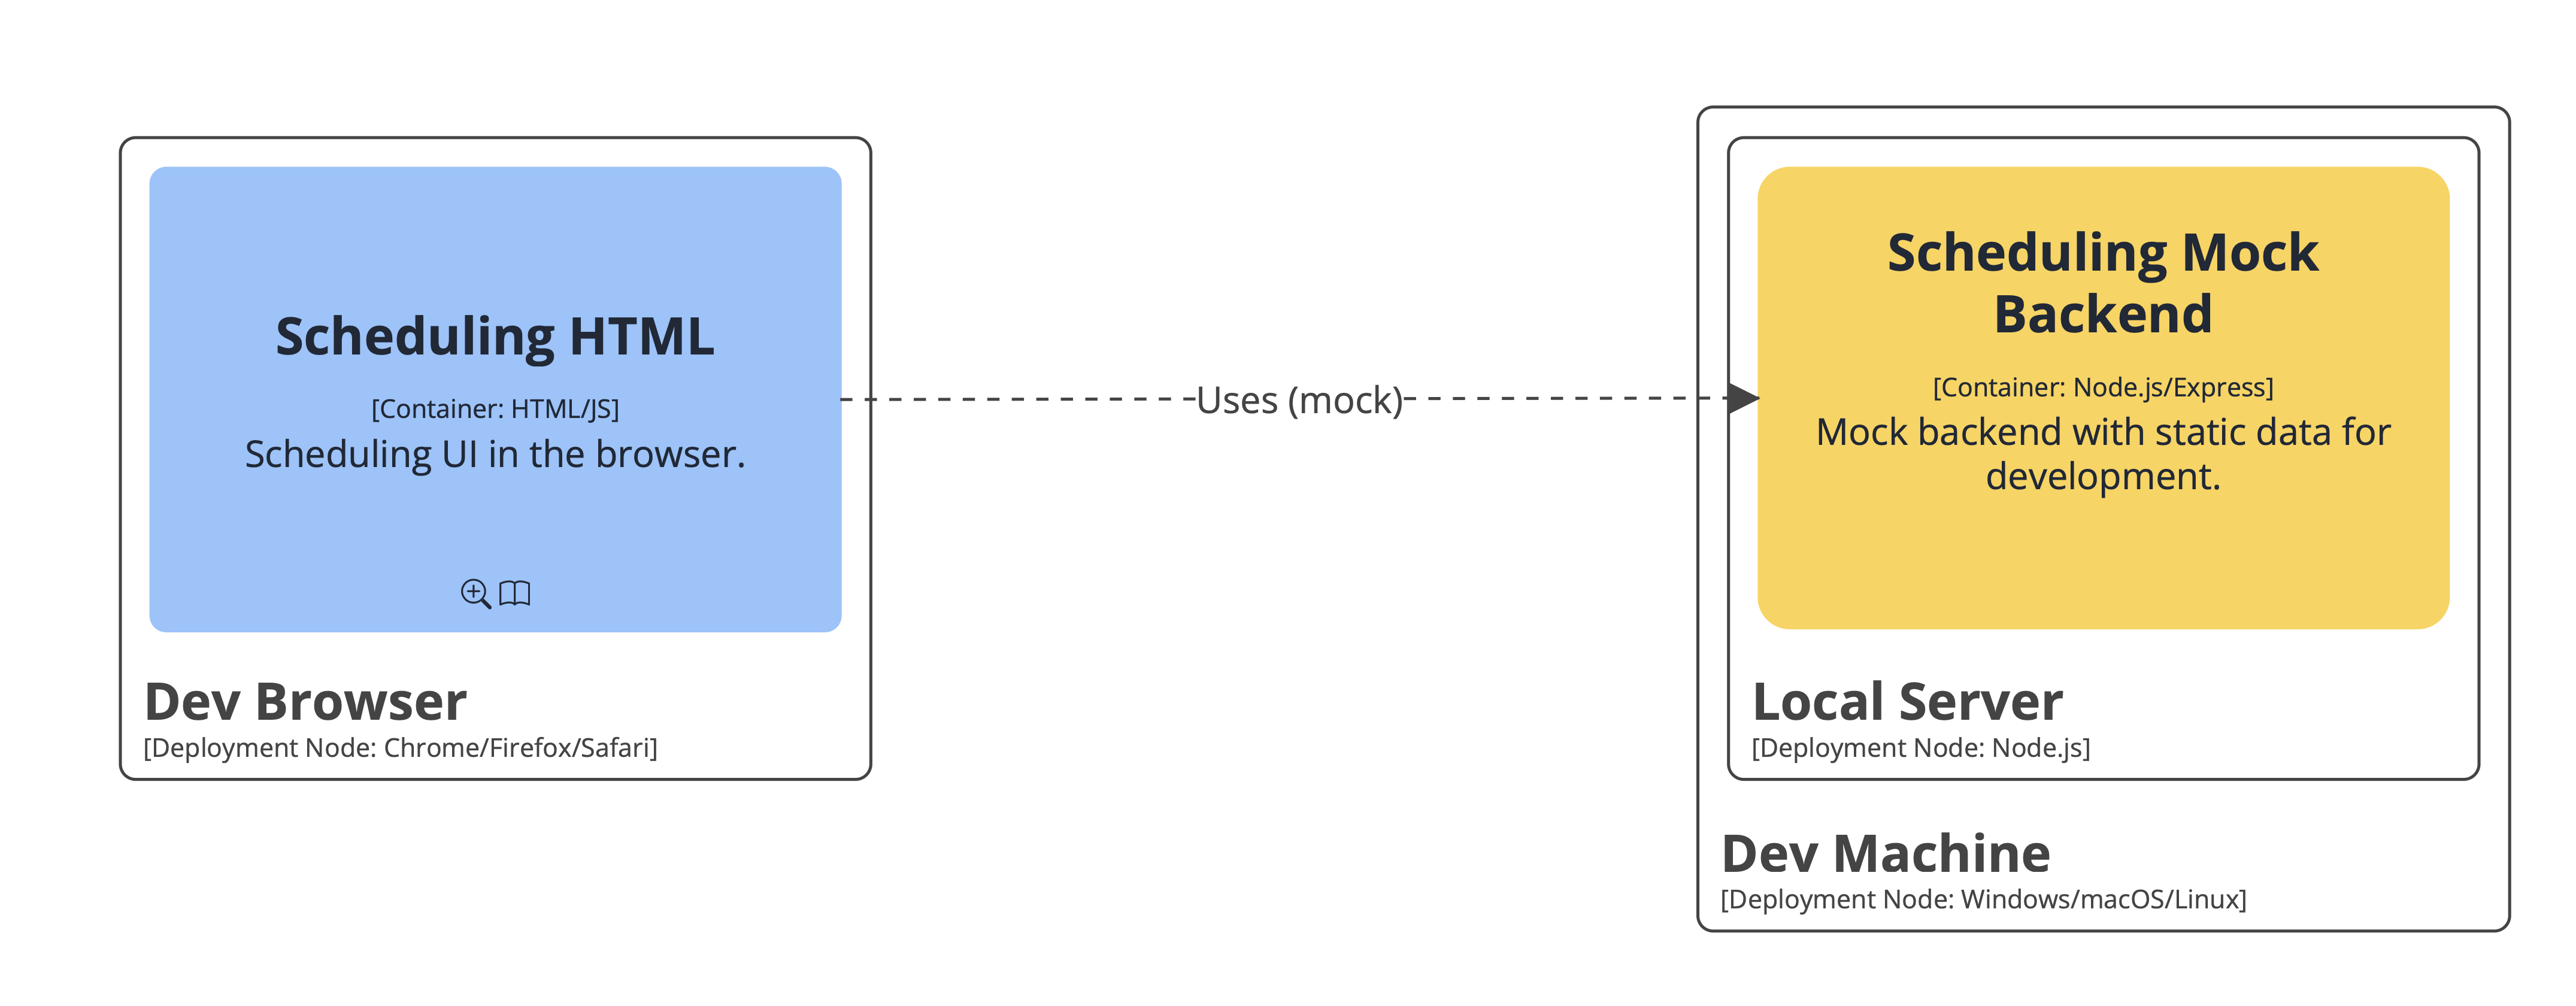 Scheduling HTML
[Container: HTML/JS]
Scheduling UI in the browser.
Dev Browser
[Deployment Node: Chrome/Firefox/Safari]
Uses (mock)
Scheduling Mock
Backend
[Container: Node.js/Express]
Mock backend with static data for
development.
Local Server
[Deployment Node: Node.js]
Dev Machine
[Deployment Node: Windows/macOS/Linux]